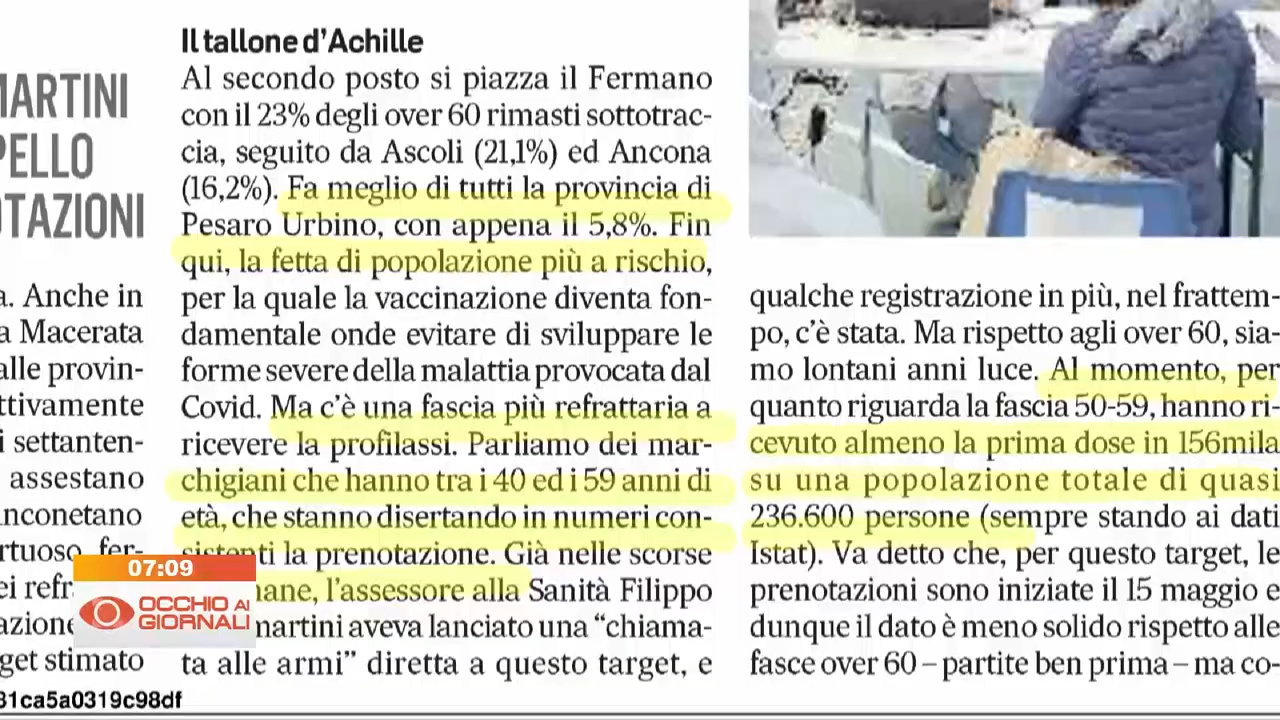 MARTINI
PELLO
OTAZIONI
a. Anche in
a Macerata
alle provin-
ttivamente
i settanten-
assestano
anconetano
rtuoso, fer-
ei refr
azione
get stimato
Il tallone d'Achille
Al secondo posto si piazza il Fermano
con il 23% degli over 60 rimasti sottotrac-
cia, seguito da Ascoli (21,1%) ed Ancona
(16,2%). Fa meglio di tutti la provincia di
Pesaro Urbino, con appena il 5,8%. Fin
qui, la fetta di popolazione più a rischio,
per la quale la vaccinazione diventa fon-
damentale onde evitare di sviluppare le
forme severe della malattia provocata dal
Covid. Ma c'è una fascia più refrattaria a
ricevere la profilassi. Parliamo dei mar-
chigiani che hanno tra i 40 ed i 59 anni di
età, che stanno disertando in numeri con-
sistenti la prenotazione. Già nelle scorse
mane, l'assessore alla Sanità Filippo
martini aveva lanciato una “chiama-
ta alle armi” diretta a questo target, e
qualche registrazione in più, nel frattem-
po, c'è stata. Ma rispetto agli over 60, sia-
mo lontani anni luce. Al momento, per
quanto riguarda la fascia 50-59, hanno ri-
cevuto almeno la prima dose in 156mila
su una popolazione totale di quasi
236.600 persone (sempre stando ai dati
Istat). Va detto che, per questo target, le
prenotazioni sono iniziate il 15 maggio e
dunque il dato è meno solido rispetto alle
fasce over 60 – partite ben prima – ma co-
07:09
OCCHIO AI
GIORNALI
31ca5a0319c98df